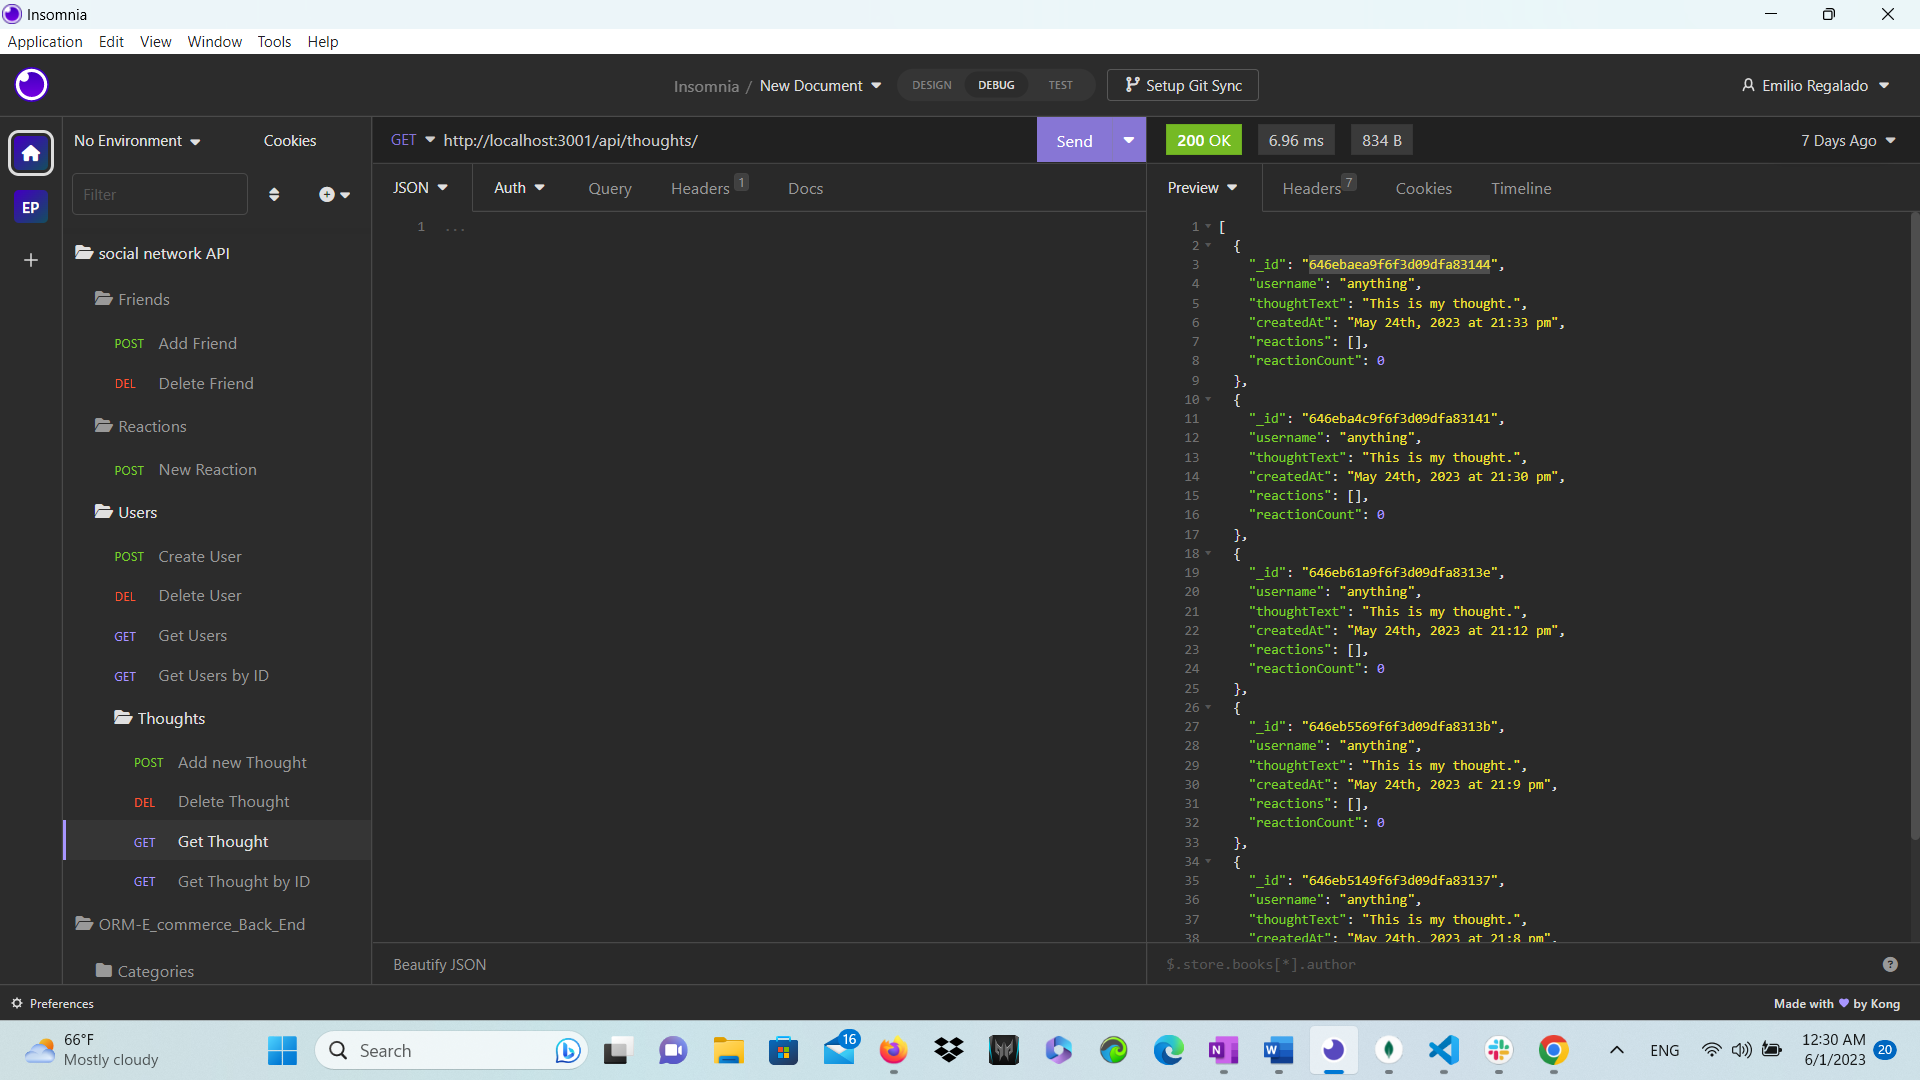 Insomnia
Application Edit View Window Tools Help
Insomnia / New Document DESIGN DEBUG TEST Setup Git Sync Emilio Regalado
No Environment Cookies
Filter
EP
social network API
Friends
POST Add Friend
DEL Delete Friend
Reactions
POST New Reaction
Users
POST Create User
DEL Delete User
GET Get Users
GET Get Users by ID
Thoughts
POST Add new Thought
DEL Delete Thought
GET Get Thought
GET Get Thought by ID
ORM-E_commerce_Back_End
Categories
GET http://localhost:3001/api/thoughts/ Send
JSON Auth Query Headers 1 Docs
1 ...
Beautify JSON
200 OK 6.96 ms 834 B 7 Days Ago
Preview Headers 7 Cookies Timeline
1 [
2 {
3 "_id": "646ebaea9f6f3d09dfa83144",
4 "username": "anything",
5 "thoughtText": "This is my thought.",
6 "createdAt": "May 24th, 2023 at 21:33 pm",
7 "reactions": [],
8 "reactionCount": 0
9 },
10 {
11 "_id": "646eba4c9f6f3d09dfa83141",
12 "username": "anything",
13 "thoughtText": "This is my thought.",
14 "createdAt": "May 24th, 2023 at 21:30 pm",
15 "reactions": [],
16 "reactionCount": 0
17 },
18 {
19 "_id": "646eb61a9f6f3d09dfa8313e",
20 "username": "anything",
21 "thoughtText": "This is my thought.",
22 "createdAt": "May 24th, 2023 at 21:12 pm",
23 "reactions": [],
24 "reactionCount": 0
25 },
26 {
27 "_id": "646eb5569f6f3d09dfa8313b",
28 "username": "anything",
29 "thoughtText": "This is my thought.",
30 "createdAt": "May 24th, 2023 at 21:9 pm",
31 "reactions": [],
32 "reactionCount": 0
33 },
34 {
35 "_id": "646eb5149f6f3d09dfa83137",
36 "username": "anything",
37 "thoughtText": "This is my thought.",
38 "createdAt": "May 24th, 2023 at 21:8 pm",
$.store.books[*].author
Preferences Made with 💜 by Kong
66°F
Mostly cloudy
Search
16
ENG
12:30 AM
6/1/2023
20